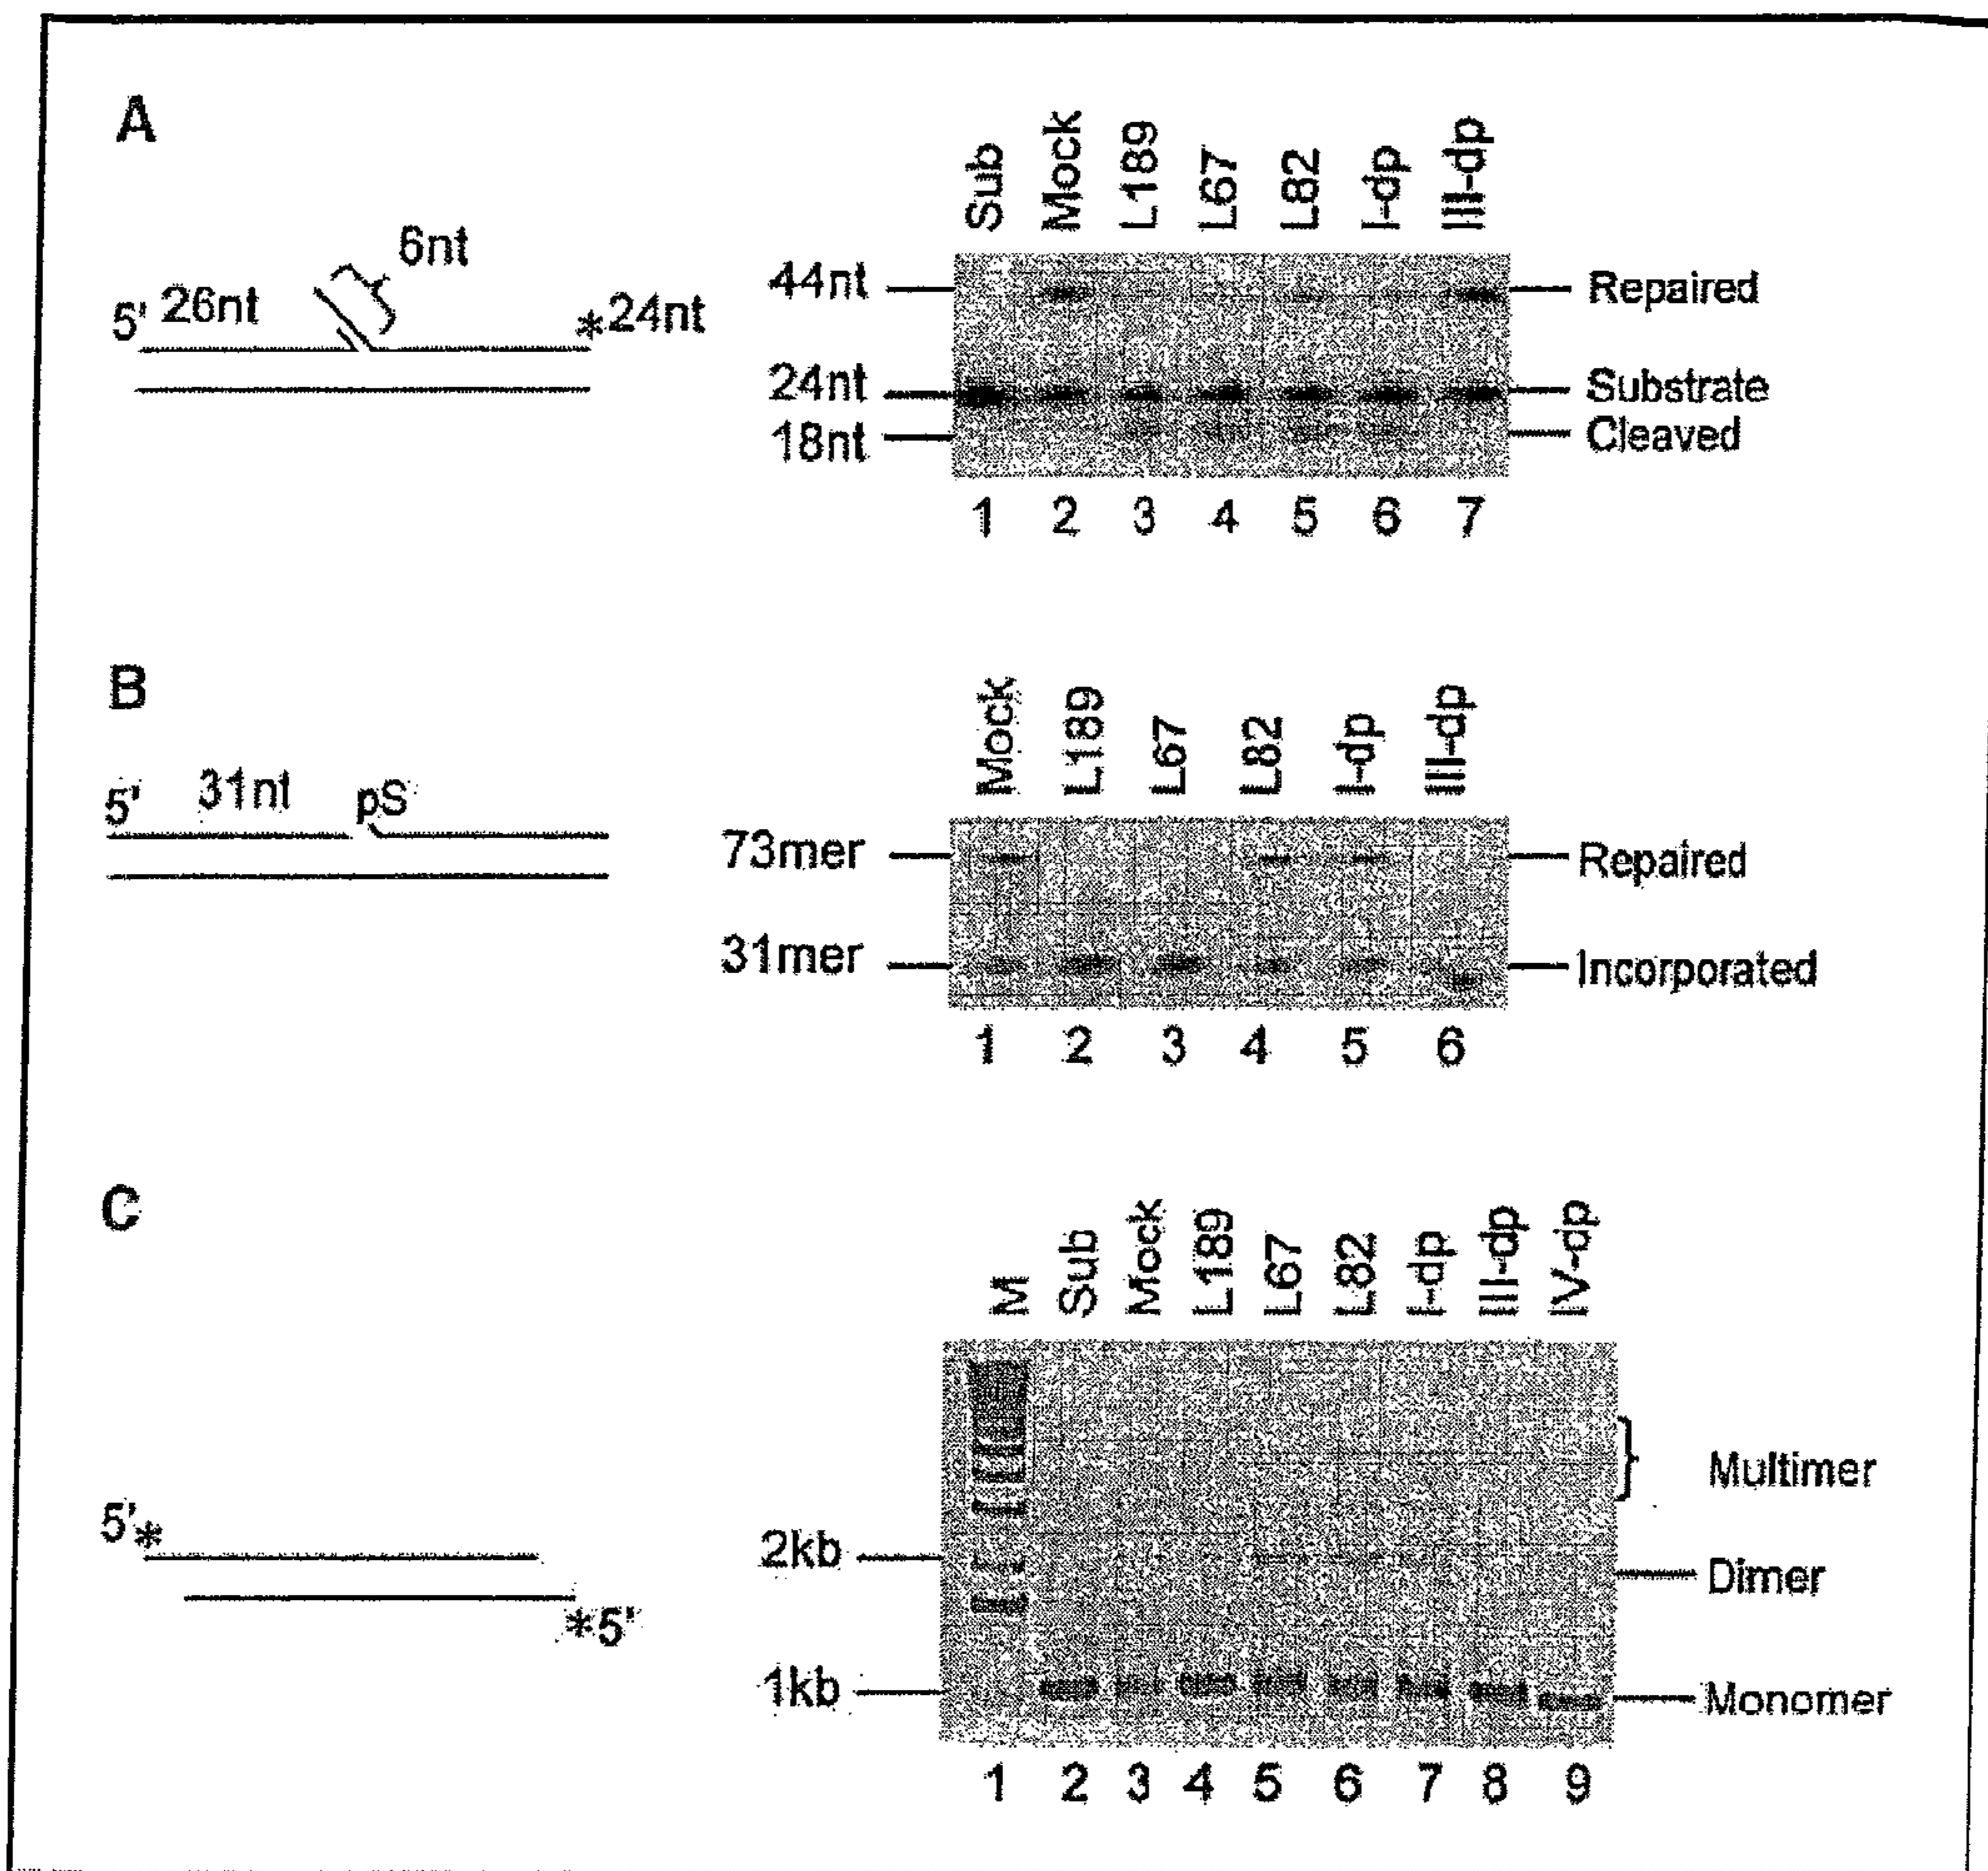 A
Sub Mock L189 L67 L82 I-dp III-dp
6nt
5' 26nt *24nt
44nt Repaired
24nt Substrate
18nt Cleaved
1 2 3 4 5 6 7
B
Mock L189 L67 L82 I-dp III-dp
5' 31nt pS
73mer Repaired
31mer Incorporated
1 2 3 4 5 6
C
M Sub Mock L189 L67 L82 I-dp III-dp IV-dp
Multimer
5'*
2kb Dimer
*5'
1kb Monomer
1 2 3 4 5 6 7 8 9